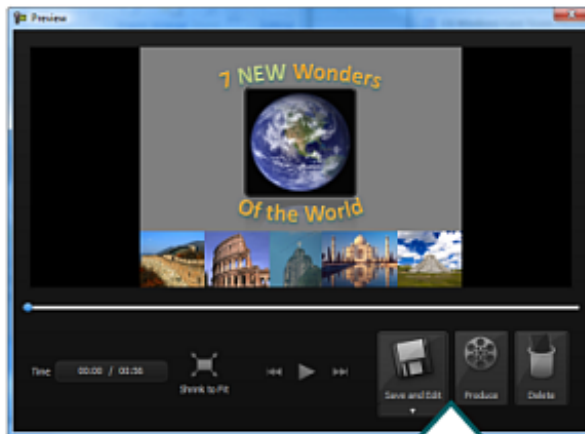 Preview
7 NEW Wonders
Of the World
Time 00:00 / 00:56
Shrink to Fit
Save and Edit
Produce
Delete